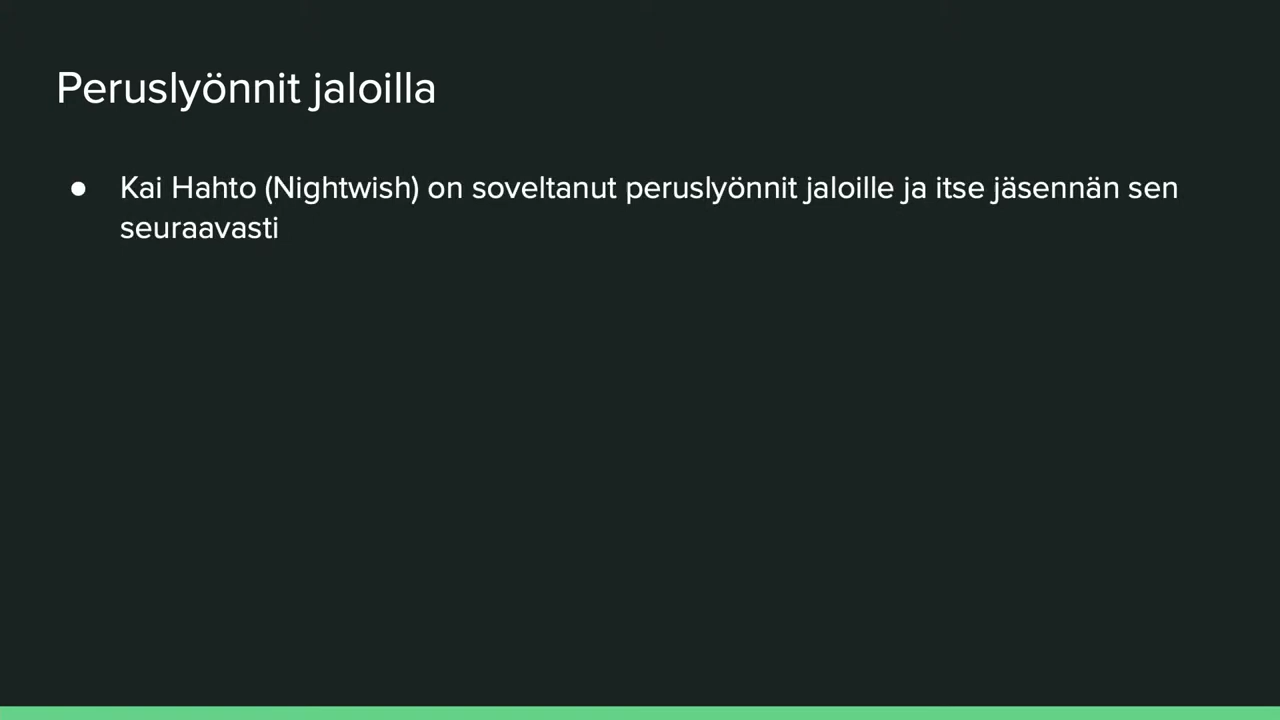 Peruslyönnit jaloilla
● Kai Hahto (Nightwish) on soveltanut peruslyönnit jaloille ja itse jäsennän sen
seuraavasti